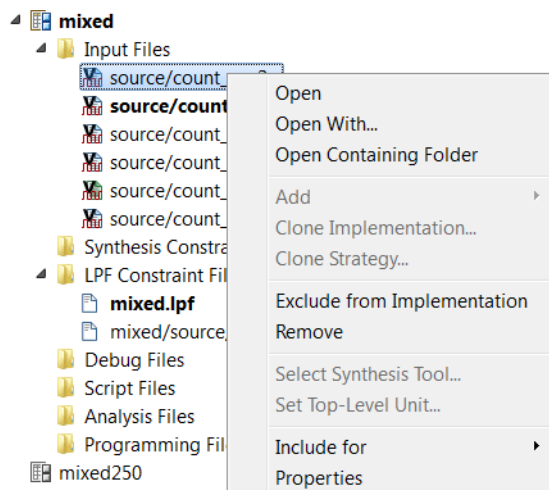 mixed
Input Files
source/count_
source/count
source/count_
source/count_
source/count_
source/count_
Synthesis Constra
LPF Constraint Fil
mixed.lpf
mixed/source
Debug Files
Script Files
Analysis Files
Programming Fil
mixed250
Open
Open With...
Open Containing Folder
Add
Clone Implementation...
Clone Strategy...
Exclude from Implementation
Remove
Select Synthesis Tool...
Set Top-Level Unit...
Include for
Properties